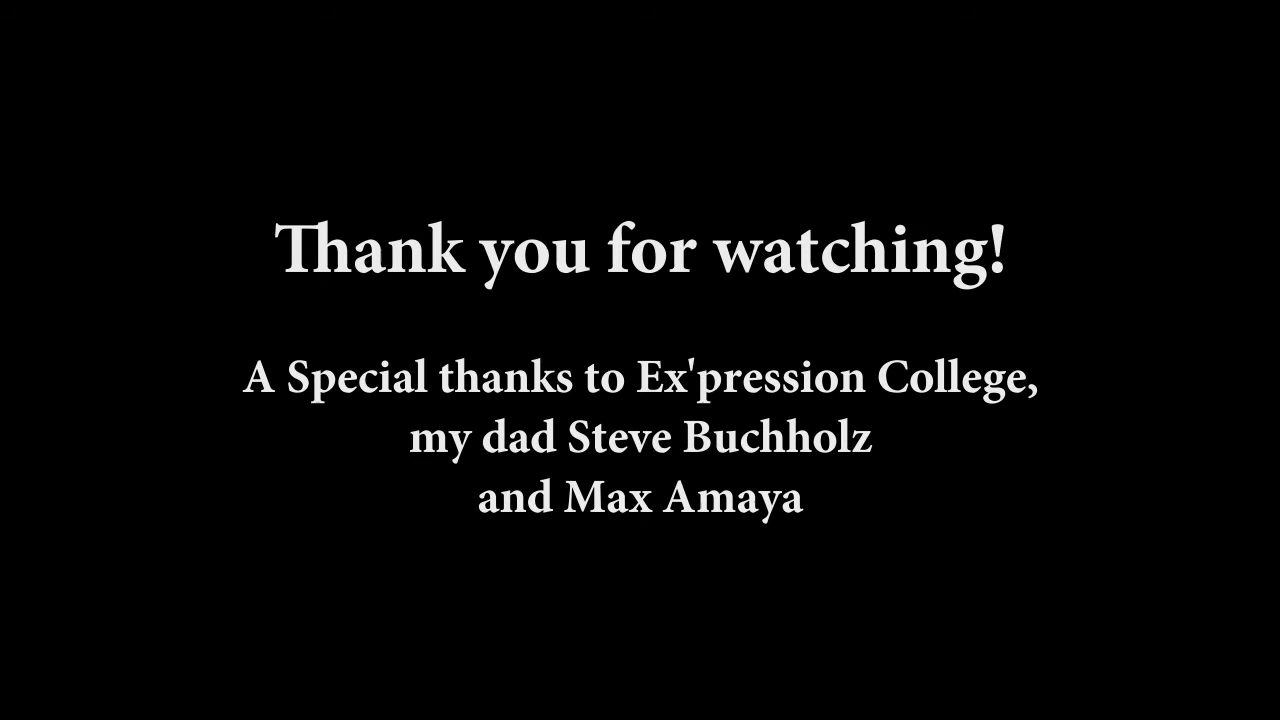 Thank you for watching!
A Special thanks to Ex'pression College,
my dad Steve Buchholz
and Max Amaya